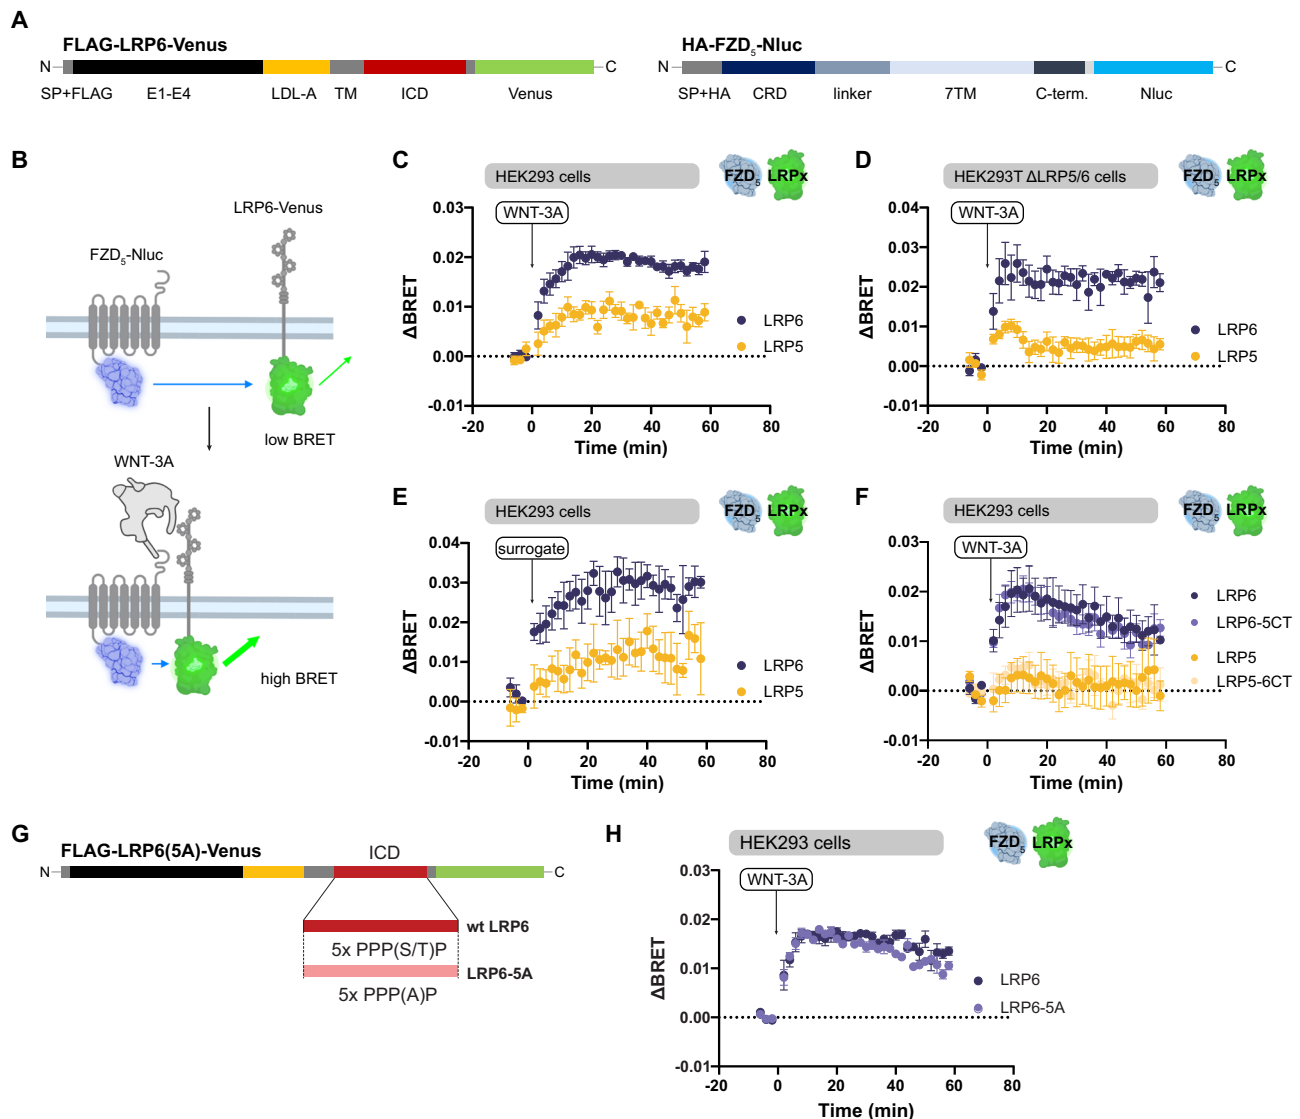 A
FLAG-LRP6-Venus
N
C
SP+FLAG E1-E4 LDL-A TM ICD Venus
HA-FZD5-Nluc
N
C
SP+HA CRD linker 7TM C-term. Nluc
B
LRP6-Venus
FZD5-Nluc
low BRET
WNT-3A
high BRET
C
HEK293 cells
FZD5 LRPx
WNT-3A
ΔBRET
0.03
0.02
0.01
0.00
-0.01
LRP6
LRP5
-20 0 20 40 60 80
Time (min)
D
HEK293T ΔLRP5/6 cells
FZD5 LRPx
WNT-3A
ΔBRET
0.04
0.03
0.02
0.01
0.00
-0.01
LRP6
LRP5
-20 0 20 40 60 80
Time (min)
E
HEK293 cells
FZD5 LRPx
surrogate
ΔBRET
0.04
0.03
0.02
0.01
0.00
-0.01
LRP6
LRP5
-20 0 20 40 60 80
Time (min)
F
HEK293 cells
FZD5 LRPx
WNT-3A
ΔBRET
0.03
0.02
0.01
0.00
-0.01
LRP6
LRP6-5CT
LRP5
LRP5-6CT
-20 0 20 40 60 80
Time (min)
G
FLAG-LRP6(5A)-Venus
ICD
N
C
wt LRP6
5x PPP(S/T)P
LRP6-5A
5x PPP(A)P
H
HEK293 cells
FZD5 LRPx
WNT-3A
ΔBRET
0.03
0.02
0.01
0.00
-0.01
LRP6
LRP6-5A
-20 0 20 40 60 80
Time (min)